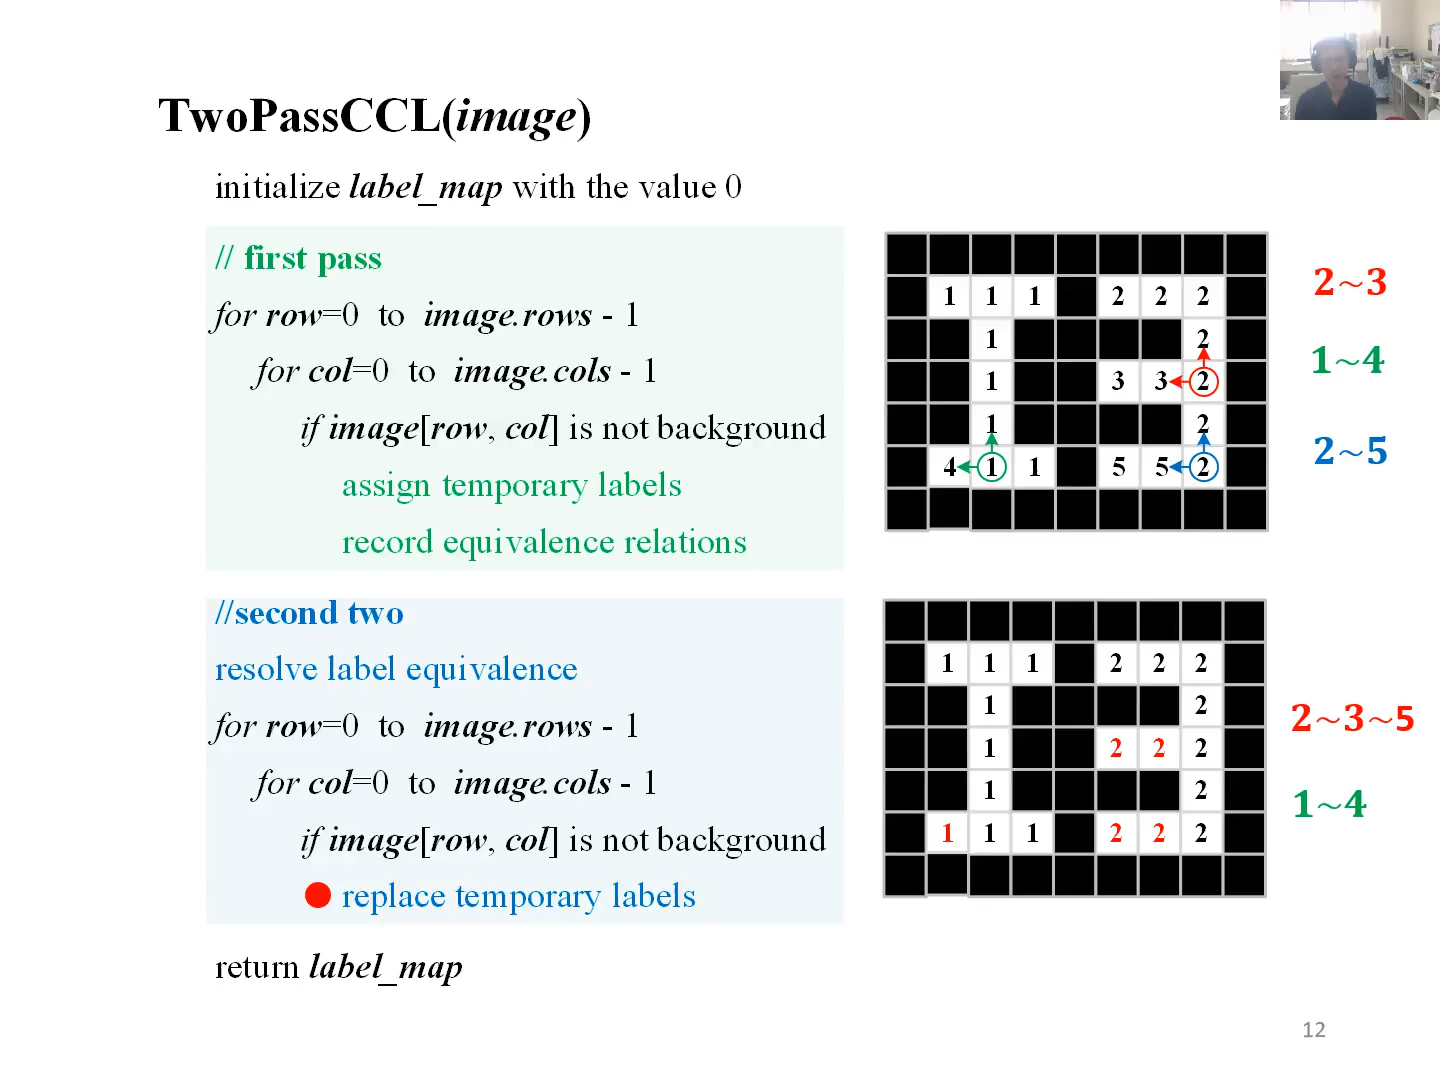 TwoPassCCL(image)
initialize label_map with the value 0
// first pass
for row=0 to image.rows - 1
for col=0 to image.cols - 1
if image[row, col] is not background
assign temporary labels
record equivalence relations
1 1 1 2 2 2
1 2
1 3 3 2
1 2
4 1 1 5 5 2
2~3
1~4
2~5
//second two
resolve label equivalence
for row=0 to image.rows - 1
for col=0 to image.cols - 1
if image[row, col] is not background
replace temporary labels
return label_map
1 1 1 2 2 2
1 2
1 2 2 2
1 2
1 1 1 2 2 2
2~3~5
1~4
12